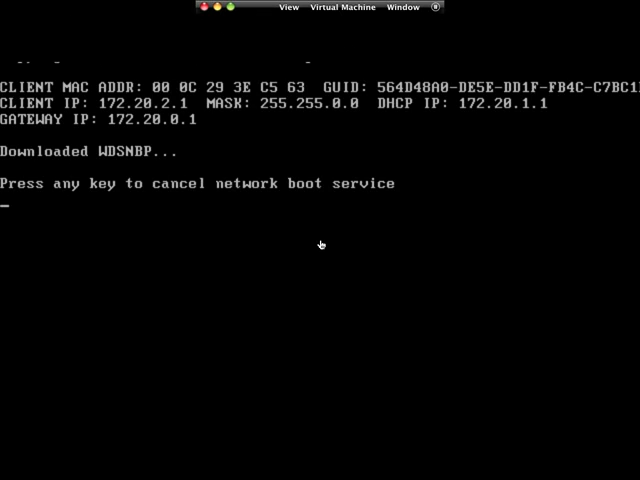 View Virtual Machine Window
CLIENT MAC ADDR: 00 0C 29 3E C5 63 GUID: 564D48A0-DE5E-DD1F-FB4C-C7BC1
CLIENT IP: 172.20.2.1 MASK: 255.255.0.0 DHCP IP: 172.20.1.1
GATEWAY IP: 172.20.0.1
Downloaded WDSNBP...
Press any key to cancel network boot service
_